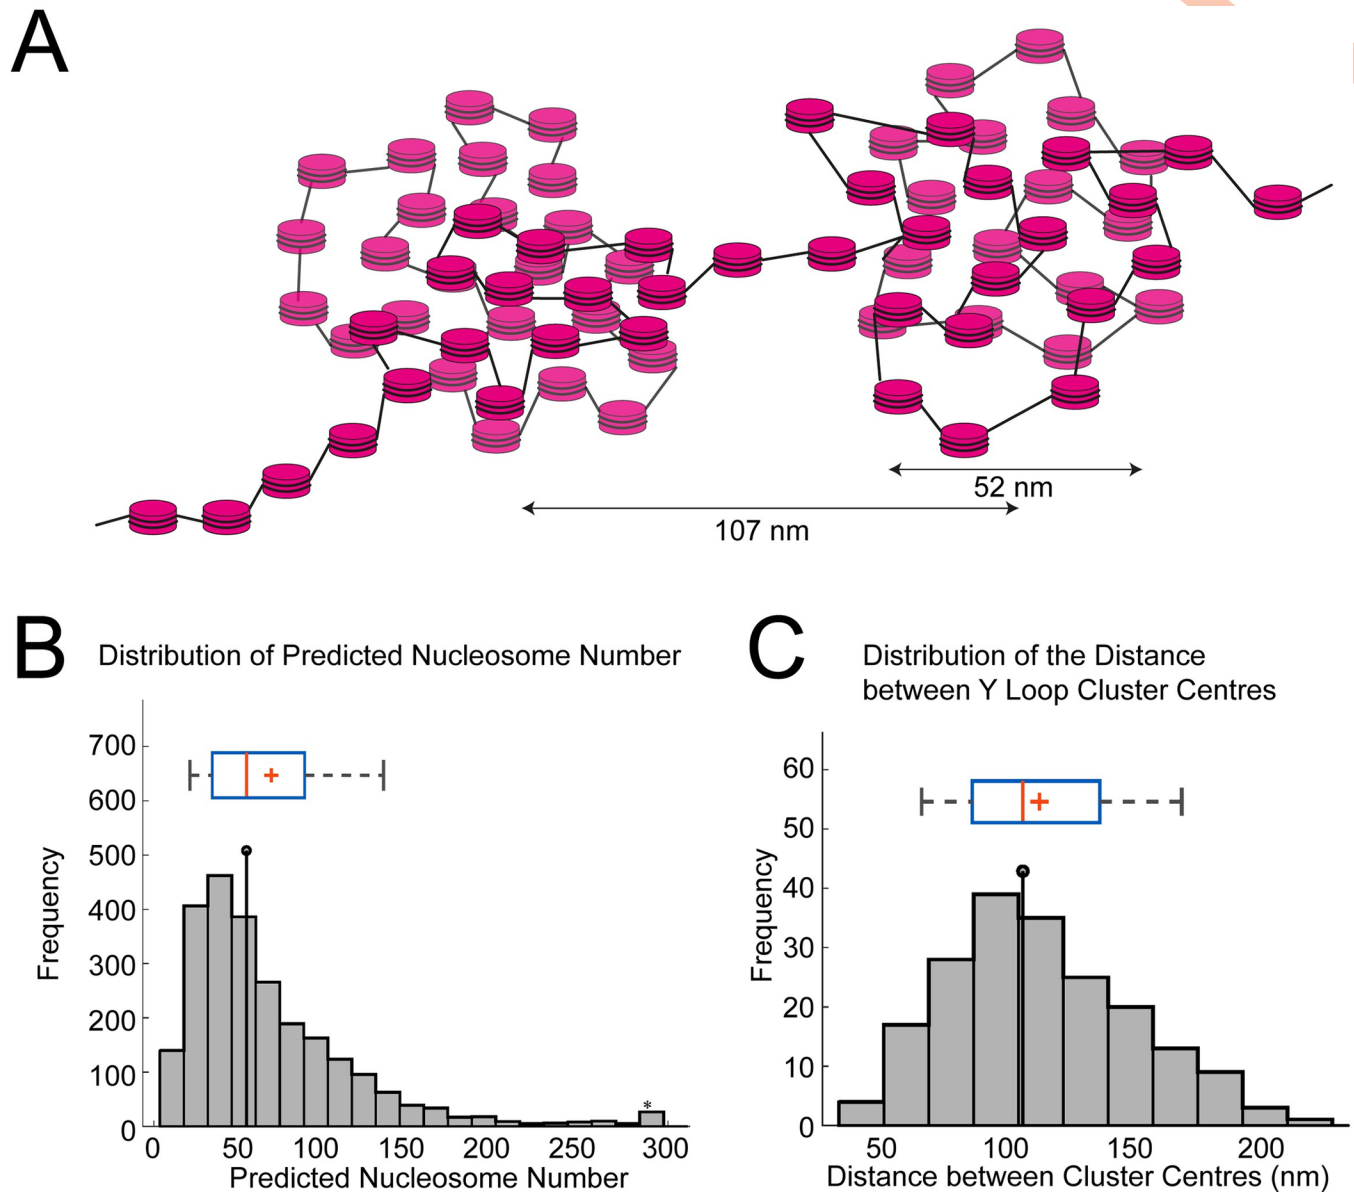 A
52 nm
107 nm
B
Distribution of Predicted Nucleosome Number
700
600
500
400
300
200
100
0
Frequency
*
0 50 100 150 200 250 300
Predicted Nucleosome Number
C
Distribution of the Distance
between Y Loop Cluster Centres
60
50
40
30
20
10
0
Frequency
50 100 150 200
Distance between Cluster Centres (nm)